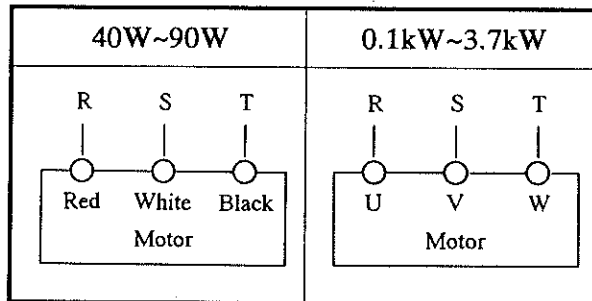 40W~90W 0.1kW~3.7kW
R S T R S T
Red White Black U V W
Motor Motor